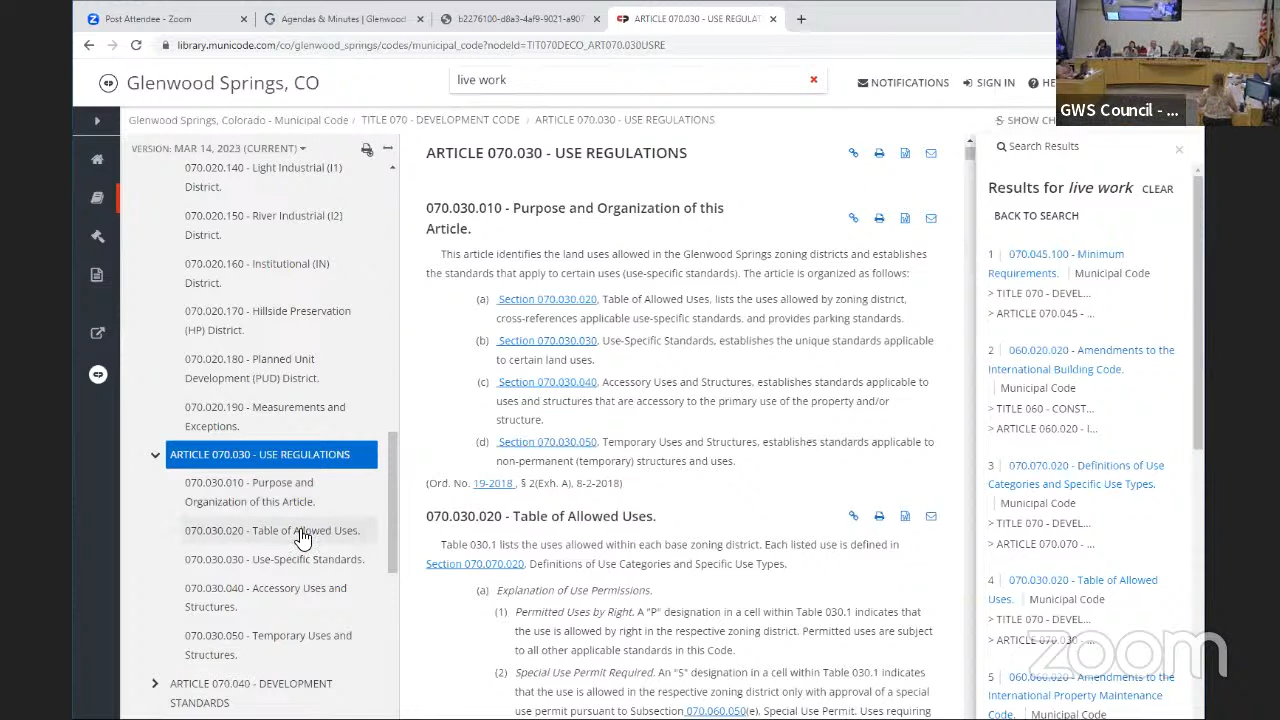 Post Attendee - Zoom
Agendas & Minutes | Glenwood
b2276100-d8a3-4af9-9021-a907
ARTICLE 070.030 - USE REGULAT
library.municode.com/co/glenwood_springs/codes/municipal_code?nodeId=TIT070DECO_ART070.030USRE
Glenwood Springs, CO
live work
NOTIFICATIONS
SIGN IN
HE
GWS Council - ...
Glenwood Springs, Colorado - Municipal Code / TITLE 070 - DEVELOPMENT CODE / ARTICLE 070.030 - USE REGULATIONS
SHOW CH
VERSION: MAR 14, 2023 (CURRENT)
070.020.140 - Light Industrial (I1)
District.
070.020.150 - River Industrial (I2)
District.
070.020.160 - Institutional (IN)
District.
070.020.170 - Hillside Preservation
(HP) District.
070.020.180 - Planned Unit
Development (PUD) District.
070.020.190 - Measurements and
Exceptions.
ARTICLE 070.030 - USE REGULATIONS
070.030.010 - Purpose and
Organization of this Article.
070.030.020 - Table of Allowed Uses.
070.030.030 - Use-Specific Standards.
070.030.040 - Accessory Uses and
Structures.
070.030.050 - Temporary Uses and
Structures.
ARTICLE 070.040 - DEVELOPMENT
STANDARDS
ARTICLE 070.030 - USE REGULATIONS
070.030.010 - Purpose and Organization of this
Article.
This article identifies the land uses allowed in the Glenwood Springs zoning districts and establishes
the standards that apply to certain uses (use-specific standards). The article is organized as follows:
(a) Section 070.030.020, Table of Allowed Uses, lists the uses allowed by zoning district,
cross-references applicable use-specific standards, and provides parking standards.
(b) Section 070.030.030, Use-Specific Standards, establishes the unique standards applicable
to certain land uses.
(c) Section 070.030.040, Accessory Uses and Structures, establishes standards applicable to
uses and structures that are accessory to the primary use of the property and/or
structure.
(d) Section 070.030.050, Temporary Uses and Structures, establishes standards applicable to
non-permanent (temporary) structures and uses.
(Ord. No. 19-2018 , § 2(Exh. A), 8-2-2018)
070.030.020 - Table of Allowed Uses.
Table 030.1 lists the uses allowed within each base zoning district. Each listed use is defined in
Section 070.070.020, Definitions of Use Categories and Specific Use Types.
(a) Explanation of Use Permissions.
(1) Permitted Uses by Right. A "P" designation in a cell within Table 030.1 indicates that
the use is allowed by right in the respective zoning district. Permitted uses are subject
to all other applicable standards in this Code.
(2) Special Use Permit Required. An "S" designation in a cell within Table 030.1 indicates
that the use is allowed in the respective zoning district only with approval of a special
use permit pursuant to Subsection 070.060.050(e). Special Use Permit. Uses requiring
Search Results
Results for live work CLEAR
BACK TO SEARCH
1 070.045.100 - Minimum
Requirements. Municipal Code
> TITLE 070 - DEVEL...
> ARTICLE 070.045 - ...
2 060.020.020 - Amendments to the
International Building Code.
Municipal Code
> TITLE 060 - CONST...
> ARTICLE 060.020 - I...
3 070.070.020 - Definitions of Use
Categories and Specific Use Types.
Municipal Code
> TITLE 070 - DEVEL...
> ARTICLE 070.070 - ...
4 070.030.020 - Table of Allowed
Uses. Municipal Code
> TITLE 070 - DEVEL...
> ARTICLE 070.030 - ...
5 060.060.020 - Amendments to the
International Property Maintenance
Code. Municipal Code
zoom